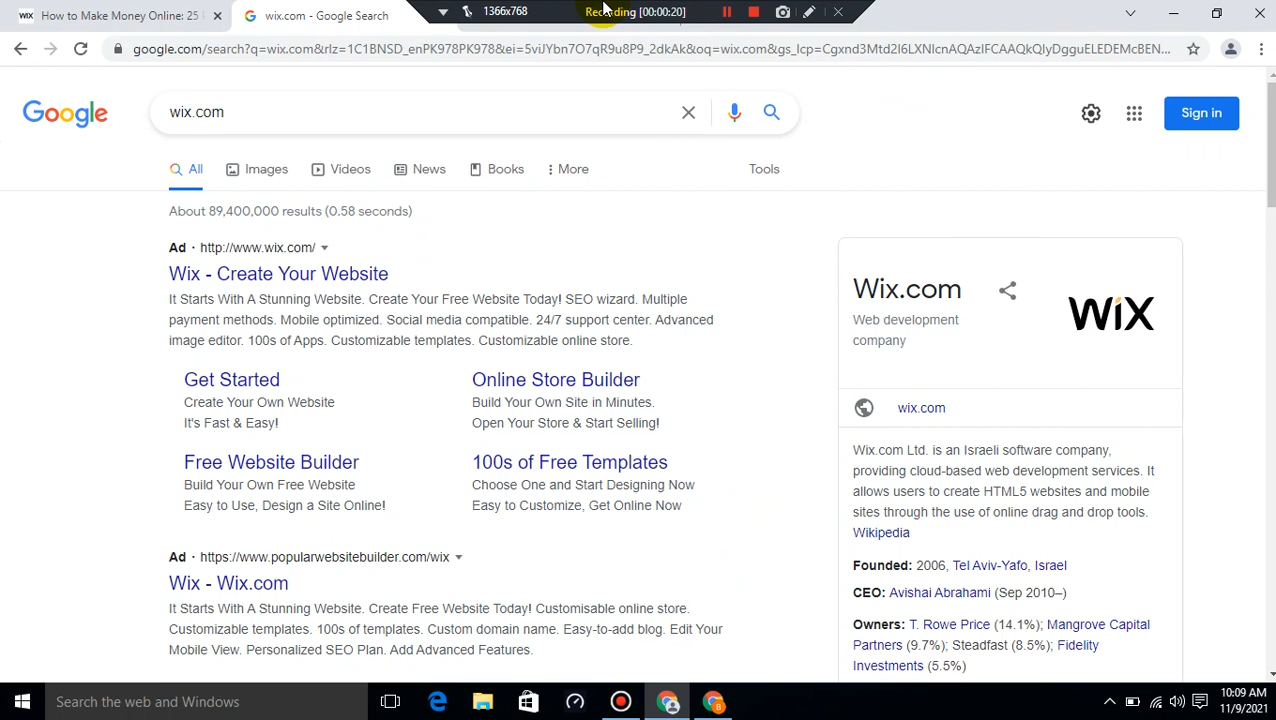 WiX How to Make Money Online: 25
wix.com - Google Search
1366x768
Recording [00:00:20]
google.com/search?q=wix.com&rlz=1C1BNSD_enPK978PK978&ei=5viJYbn7O7qR9u8P9_2dkAk&oq=wix.com&gs_lcp=Cgxnd3Mtd2l6LXNlcnAQAzIFCAAQkQIyDgguELEDEMcBEN...
Google
wix.com
Sign in
All
Images
Videos
News
Books
More
Tools
About 89,400,000 results (0.58 seconds)
Ad · http://www.wix.com/
Wix - Create Your Website
It Starts With A Stunning Website. Create Your Free Website Today! SEO wizard. Multiple
payment methods. Mobile optimized. Social media compatible. 24/7 support center. Advanced
image editor. 100s of Apps. Customizable templates. Customizable online store.
Get Started
Create Your Own Website
It's Fast & Easy!
Online Store Builder
Build Your Own Site in Minutes.
Open Your Store & Start Selling!
Free Website Builder
Build Your Own Free Website
Easy to Use, Design a Site Online!
100s of Free Templates
Choose One and Start Designing Now
Easy to Customize, Get Online Now
Ad · https://www.popularwebsitebuilder.com/wix
Wix - Wix.com
It Starts With A Stunning Website. Create Free Website Today! Customisable online store.
Customizable templates. 100s of templates. Custom domain name. Easy-to-add blog. Edit Your
Mobile View. Personalized SEO Plan. Add Advanced Features.
Wix.com
Web development
company
WiX
wix.com
Wix.com Ltd. is an Israeli software company,
providing cloud-based web development services. It
allows users to create HTML5 websites and mobile
sites through the use of online drag and drop tools.
Wikipedia
Founded: 2006, Tel Aviv-Yafo, Israel
CEO: Avishai Abrahami (Sep 2010–)
Owners: T. Rowe Price (14.1%); Mangrove Capital
Partners (9.7%); Steadfast (8.5%); Fidelity
Investments (5.5%)
Search the web and Windows
B
10:09 AM
11/9/2021